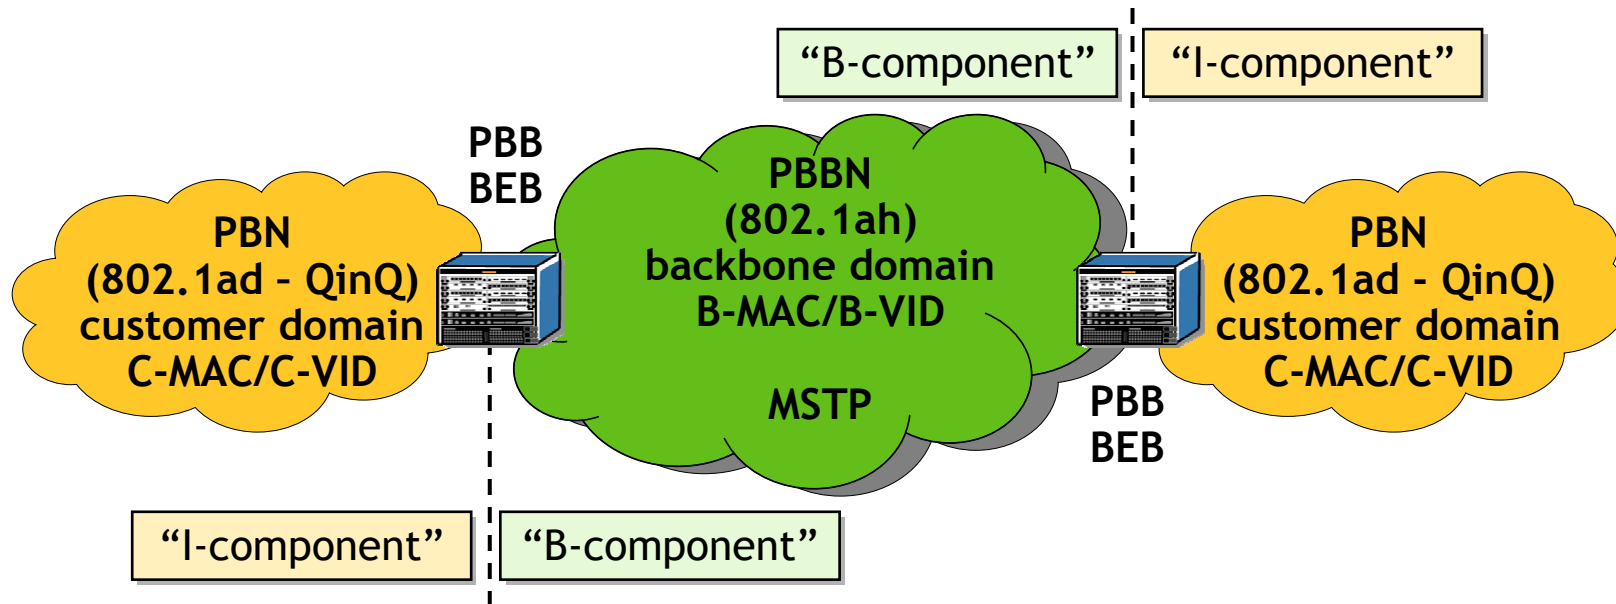 “B-component”
“I-component”
PBB
BEB
PBN
(802.1ad – QinQ)
customer domain
C-MAC/C-VID
PBBN
(802.1ah)
backbone domain
B-MAC/B-VID
MSTP
PBN
(802.1ad - QinQ)
customer domain
C-MAC/C-VID
PBB
BEB
“I-component”
“B-component”